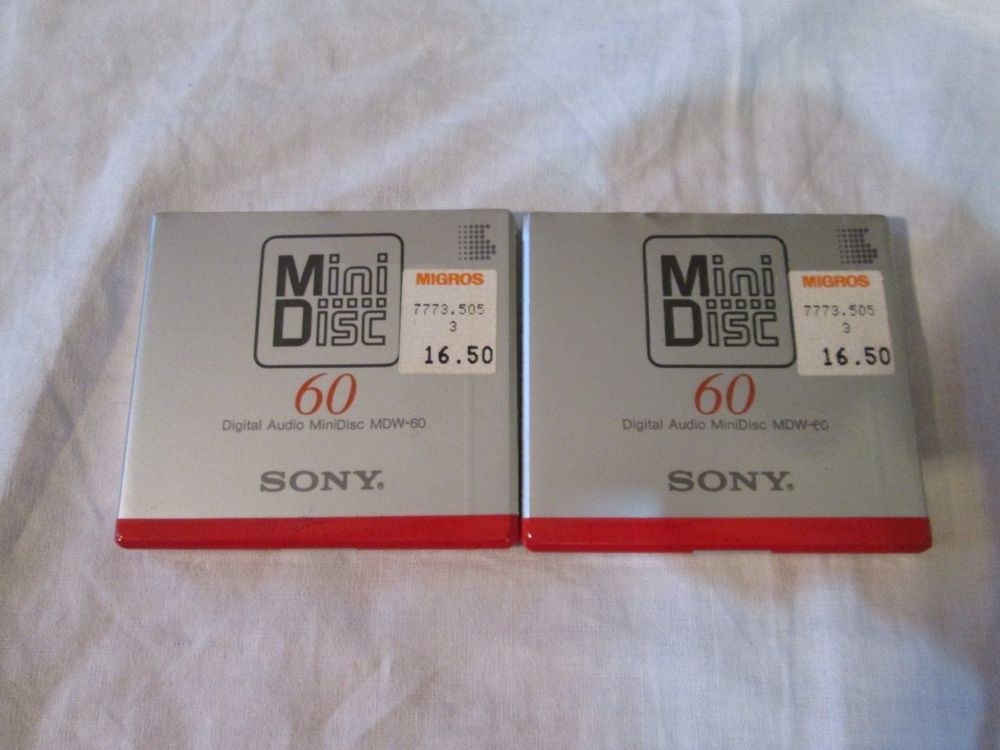 Mini
Disc
MIGROS
7773.505
3
16.50
60
Digital Audio MiniDisc MDW-60
SONY®
Mini
Disc
MIGROS
7773.505
3
16.50
60
Digital Audio MiniDisc MDW-60
SONY®